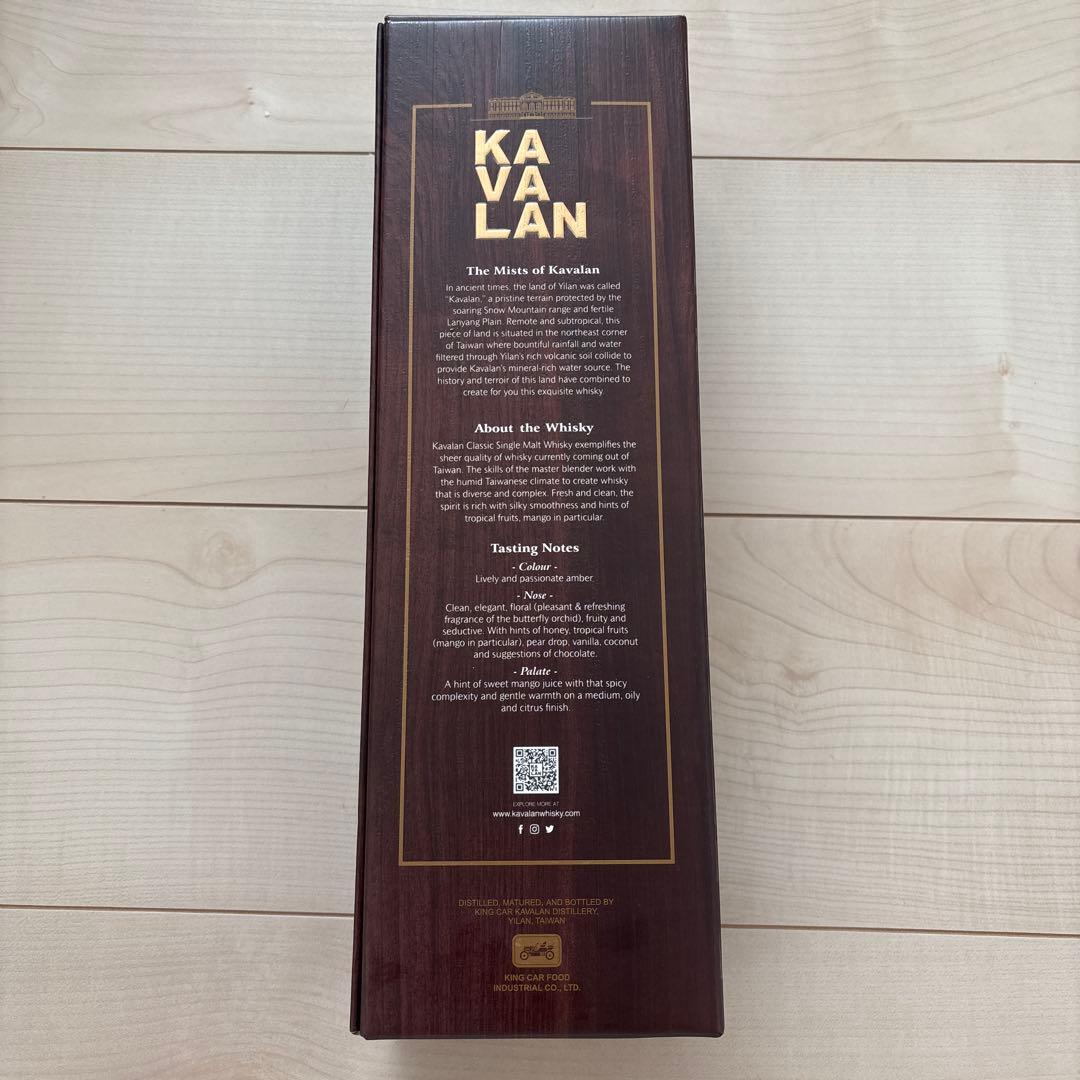 KA
VA
LAN
The Mists of Kavalan
In ancient times, the land of Yilan was called
"Kavalan," a pristine terrain protected by the
soaring Snow Mountain range and fertile
Lanyang Plain. Remote and subtropical, this
piece of land is situated in the northeast corner
of Taiwan where bountiful rainfall and water
filtered through Yilan's rich volcanic soil collide to
provide Kavalan's mineral-rich water source. The
history and terroir of this land have combined to
create for you this exquisite whisky.
About the Whisky
Kavalan Classic Single Malt Whisky exemplifies the
sheer quality of whisky currently coming out of
Taiwan. The skills of the master blender work with
the humid Taiwanese climate to create whisky
that is diverse and complex. Fresh and clean, the
spirit is rich with silky smoothness and hints of
tropical fruits, mango in particular.
Tasting Notes
- Colour -
Lively and passionate amber.
- Nose -
Clean, elegant, floral (pleasant & refreshing
fragrance of the butterfly orchid), fruity and
seductive. With hints of honey, tropical fruits
(mango in particular), pear drop, vanilla, coconut
and suggestions of chocolate.
- Palate -
A hint of sweet mango juice with that spicy
complexity and gentle warmth on a medium, oily
and citrus finish.
EXPLORE MORE AT
www.kavalanwhisky.com
DISTILLED, MATURED, AND BOTTLED BY
KING CAR KAVALAN DISTILLERY,
YILAN, TAIWAN
KING CAR FOOD
INDUSTRIAL CO., LTD.